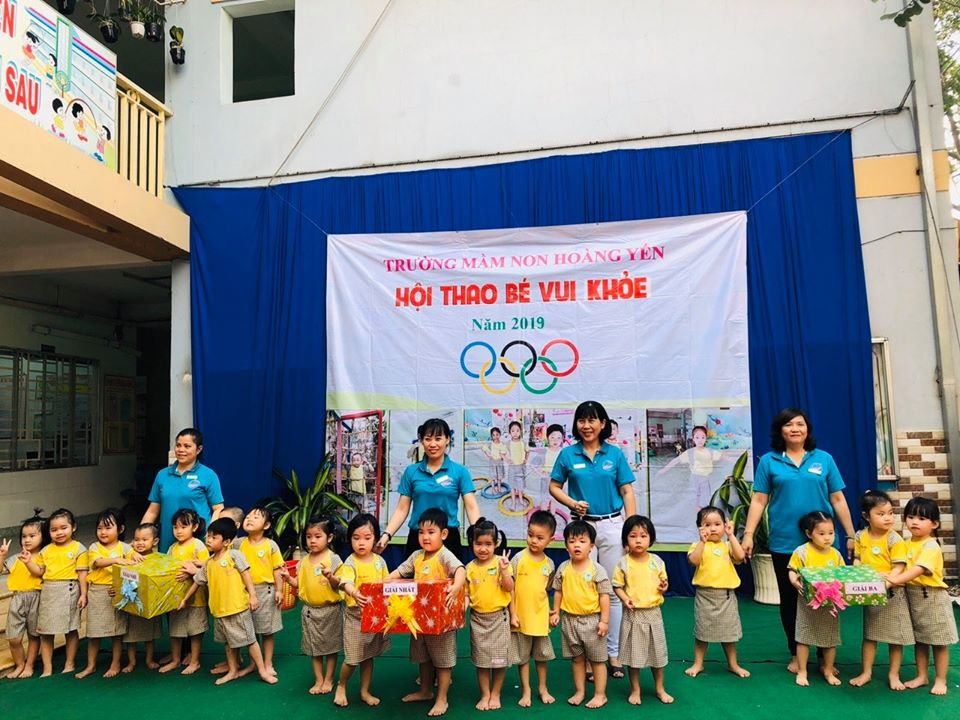 SAU
TRƯỜNG MẦM NON HOÀNG YẾN
HỘI THAO BÉ VUI KHỎE
Năm 2019
GIẢI NHẤT
GIẢI BA